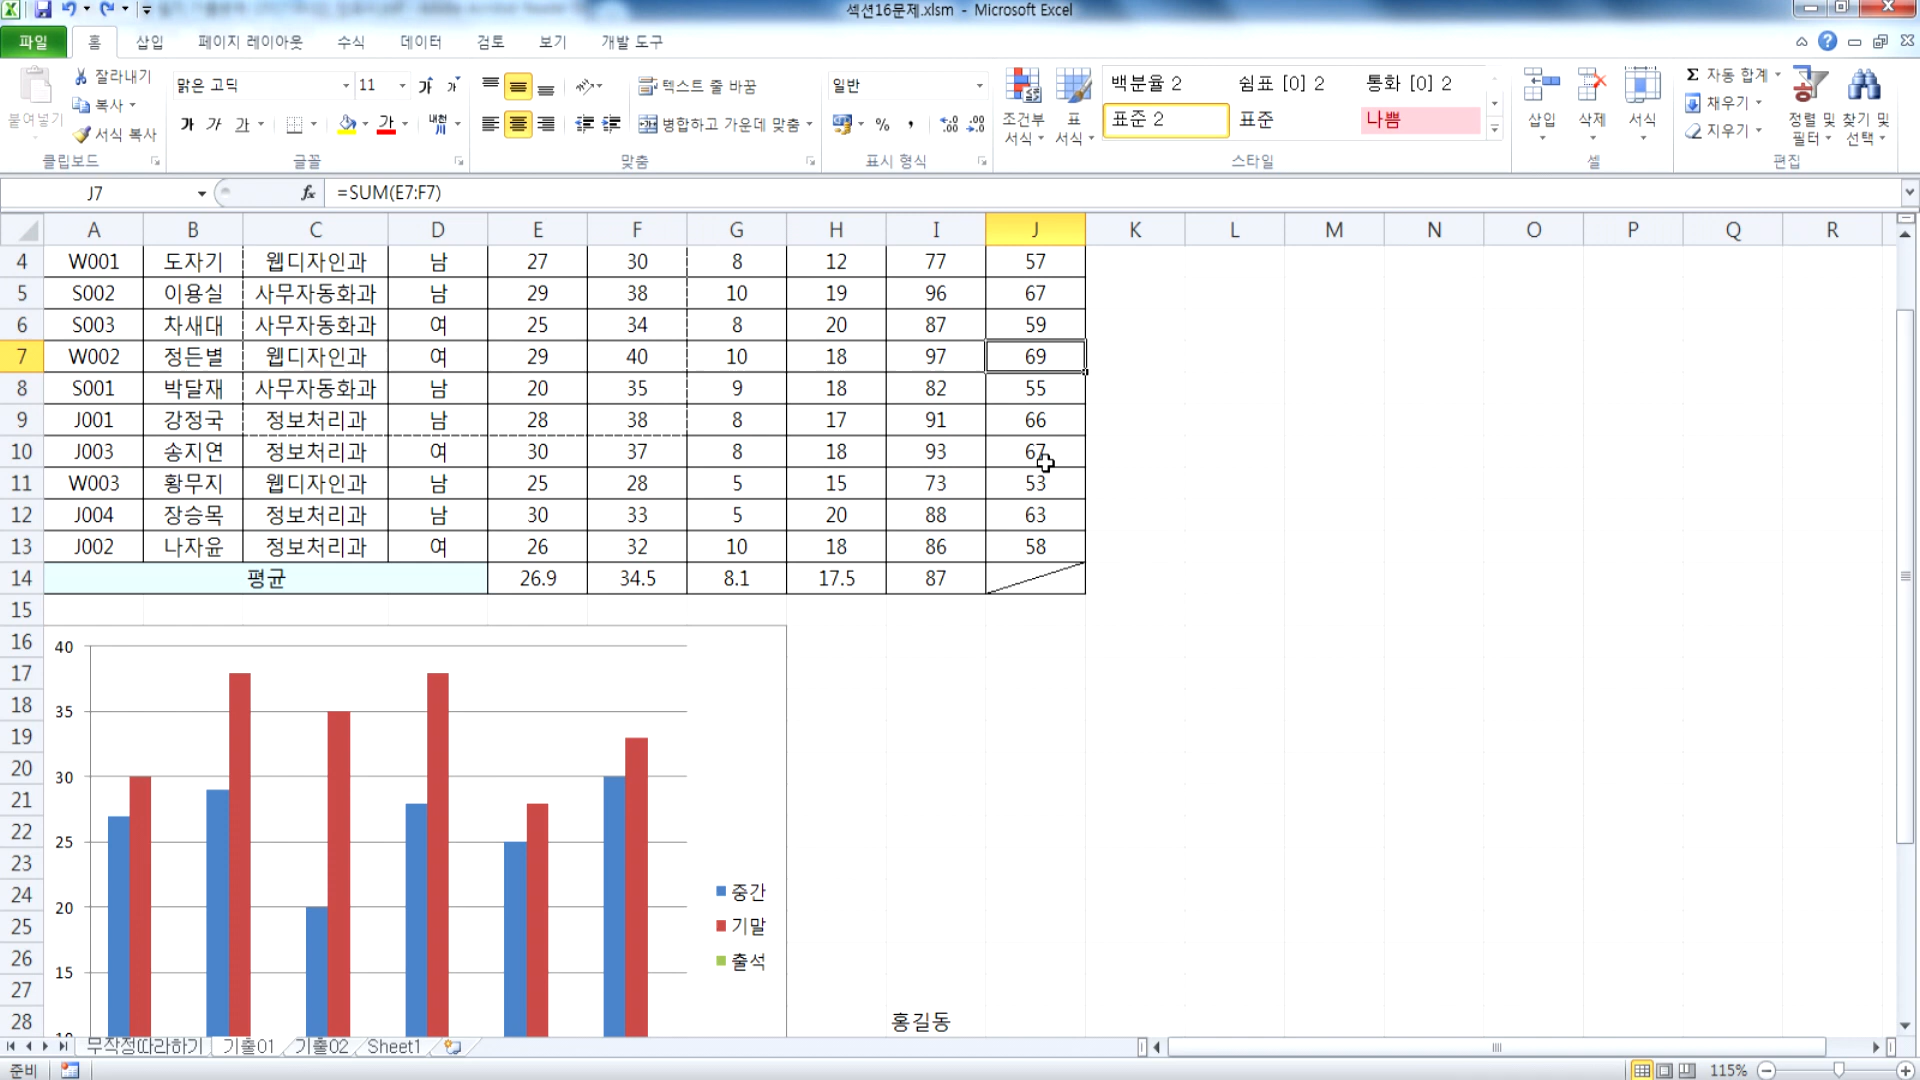 섹션16문제.xlsm - Microsoft Excel
파일 홈 삽입 페이지 레이아웃 수식 데이터 검토 보기 개발 도구
붙여넣기 잘라내기 복사 서식 복사 클립보드
맑은 고딕 11 가 가 가 가 내천 글꼴
텍스트 줄 바꿈 병합하고 가운데 맞춤 맞춤
일반 % , 표시 형식
조건부 서식 표 서식
백분율 2 쉼표 [0] 2 통화 [0] 2
표준 2 표준 나쁨
스타일
삽입 삭제 서식 셀
Σ 자동 합계 채우기 지우기 정렬 및 필터 찾기 및 선택 편집
J7 fx =SUM(E7:F7)
A B C D E F G H I J K L M N O P Q R
4 W001 도자기 웹디자인과 남 27 30 8 12 77 57
5 S002 이용실 사무자동화과 남 29 38 10 19 96 67
6 S003 차새대 사무자동화과 여 25 34 8 20 87 59
7 W002 정든별 웹디자인과 여 29 40 10 18 97 69
8 S001 박달재 사무자동화과 남 20 35 9 18 82 55
9 J001 강정국 정보처리과 남 28 38 8 17 91 66
10 J003 송지연 정보처리과 여 30 37 8 18 93 67
11 W003 황무지 웹디자인과 남 25 28 5 15 73 53
12 J004 장승목 정보처리과 남 30 33 5 20 88 63
13 J002 나자윤 정보처리과 여 26 32 10 18 86 58
14 평균 26.9 34.5 8.1 17.5 87
15
16 40
17
18 35
19
20 30
21
22 25
23
24 20 중간
25 기말
26 15 출석
27
28 홍길동
무작정따라하기 기출01 기출02 Sheet1
준비 115%